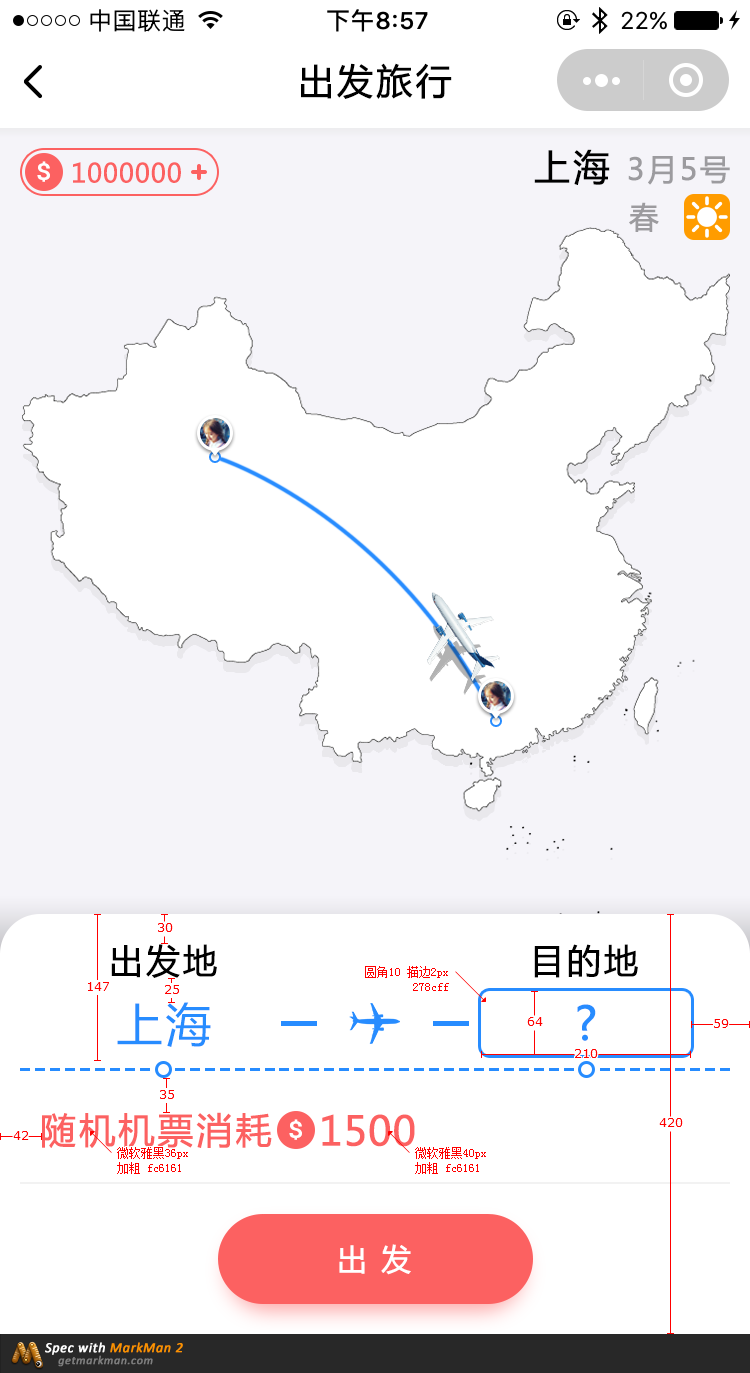 中国联通 下午8:57 22%
出发旅行
$ 1000000 +
上海 3月5号
春
30
出发地 目的地
圆角10 描边2px
278cff
147
25
上海 ?
64
59
210
35
随机机票消耗 $ 1500
42
420
微软雅黑36px
加粗 fc6161
微软雅黑40px
加粗 fc6161
出 发
Spec with MarkMan 2
getmarkman.com